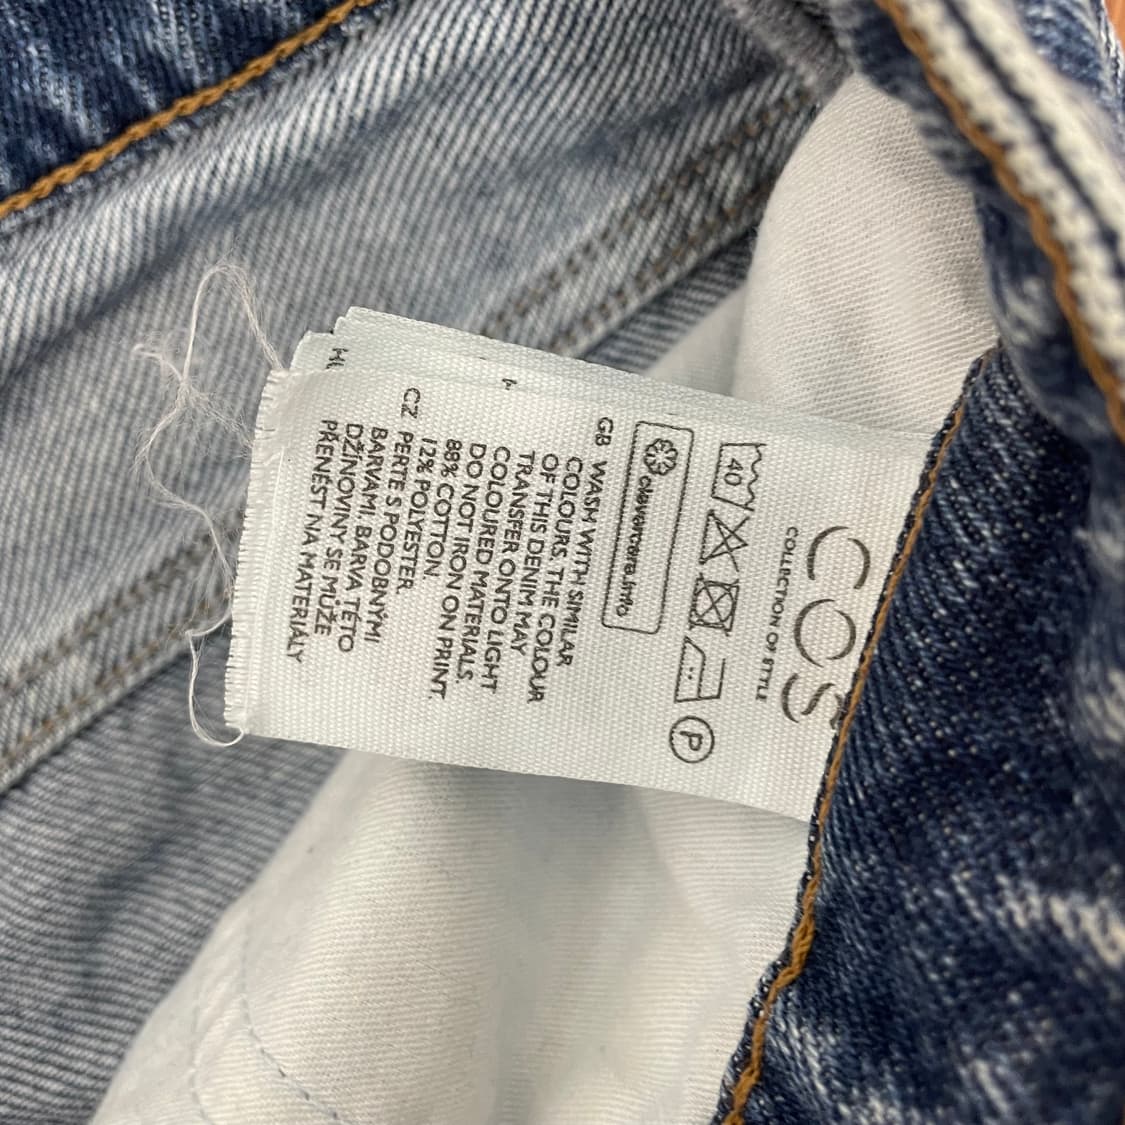 COS
COLLECTION OF STYLE
40
P
clevercare.info
GB WASH WITH SIMILAR
COLOURS. THE COLOUR
OF THIS DENIM MAY
TRANSFER ONTO LIGHT
COLOURED MATERIALS.
DO NOT IRON ON PRINT.
88% COTTON
12% POLYESTER
CZ PERTE S PODOBNÝMI
BARVAMI. BARVA TÉTO
DŽÍNOVINY SE MŮŽE
PŘENÉST NA MATERIÁLY